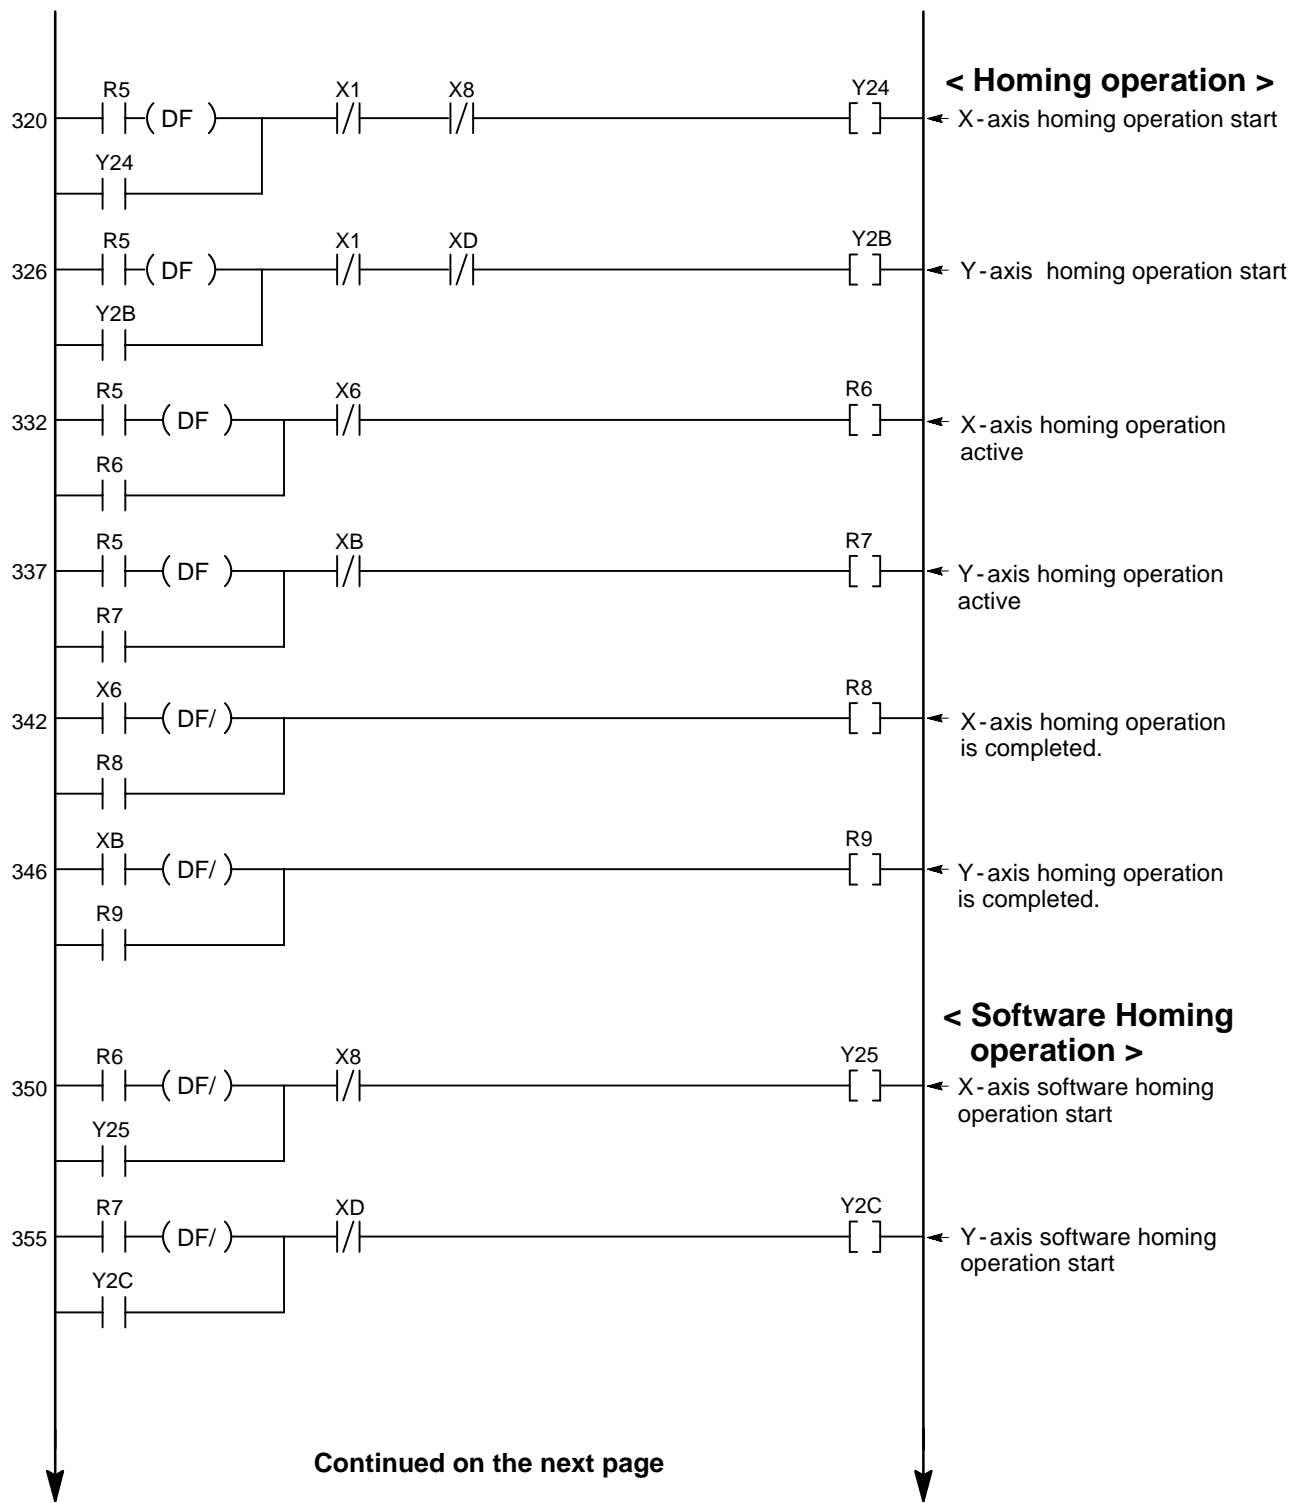 < Homing operation >
R5 X1 X8 Y24
320 ( DF ) X-axis homing operation start
Y24
R5 X1 XD Y2B
326 ( DF ) Y-axis homing operation start
Y2B
R5 X6 R6
332 ( DF ) X-axis homing operation
active
R6
R5 XB R7
337 ( DF ) Y-axis homing operation
active
R7
X6 R8
342 ( DF/ ) X-axis homing operation
is completed.
R8
XB R9
346 ( DF/ ) Y-axis homing operation
is completed.
R9
< Software Homing
operation >
R6 X8 Y25
350 ( DF/ ) X-axis software homing
operation start
Y25
R7 XD Y2C
355 ( DF/ ) Y-axis software homing
operation start
Y2C
Continued on the next page